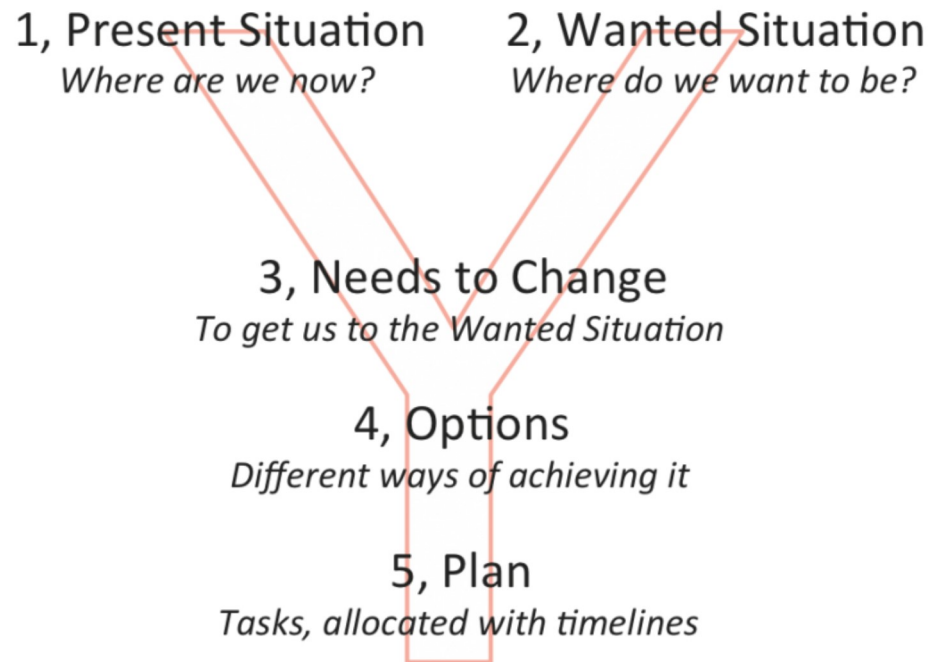 1, Present Situation
Where are we now?
2, Wanted Situation
Where do we want to be?
3, Needs to Change
To get us to the Wanted Situation
4, Options
Different ways of achieving it
5, Plan
Tasks, allocated with timelines